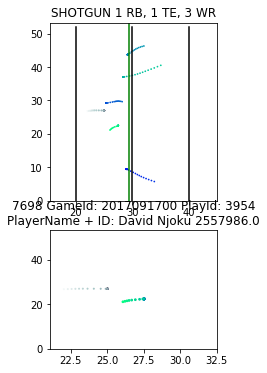 SHOTGUN 1 RB, 1 TE, 3 WR
50
40
30
20
10
0
20 30 40
7698 GameId: 2017091700 PlayId: 3954
PlayerName + ID: David Njoku 2557986.0
40
20
0
22.5 25.0 27.5 30.0 32.5